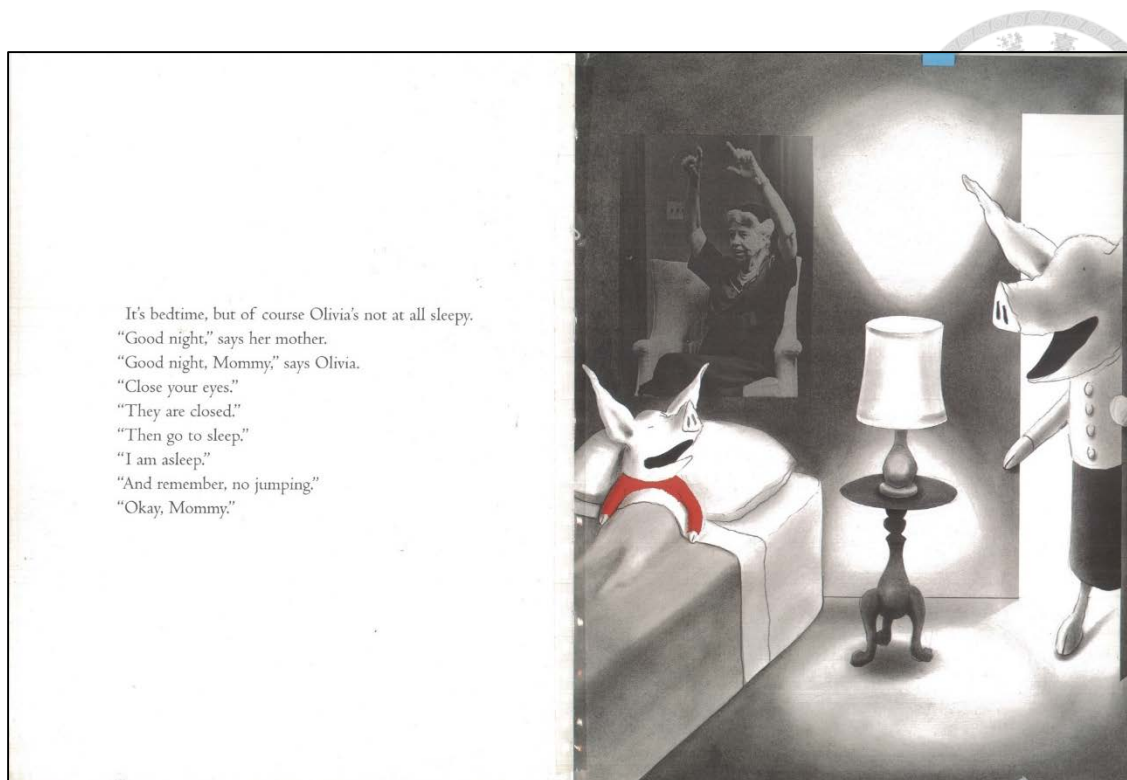 It's bedtime, but of course Olivia's not at all sleepy.
“Good night,” says her mother.
“Good night, Mommy,” says Olivia.
“Close your eyes.”
“They are closed.”
“Then go to sleep.”
“I am asleep.”
“And remember, no jumping.”
“Okay, Mommy.”